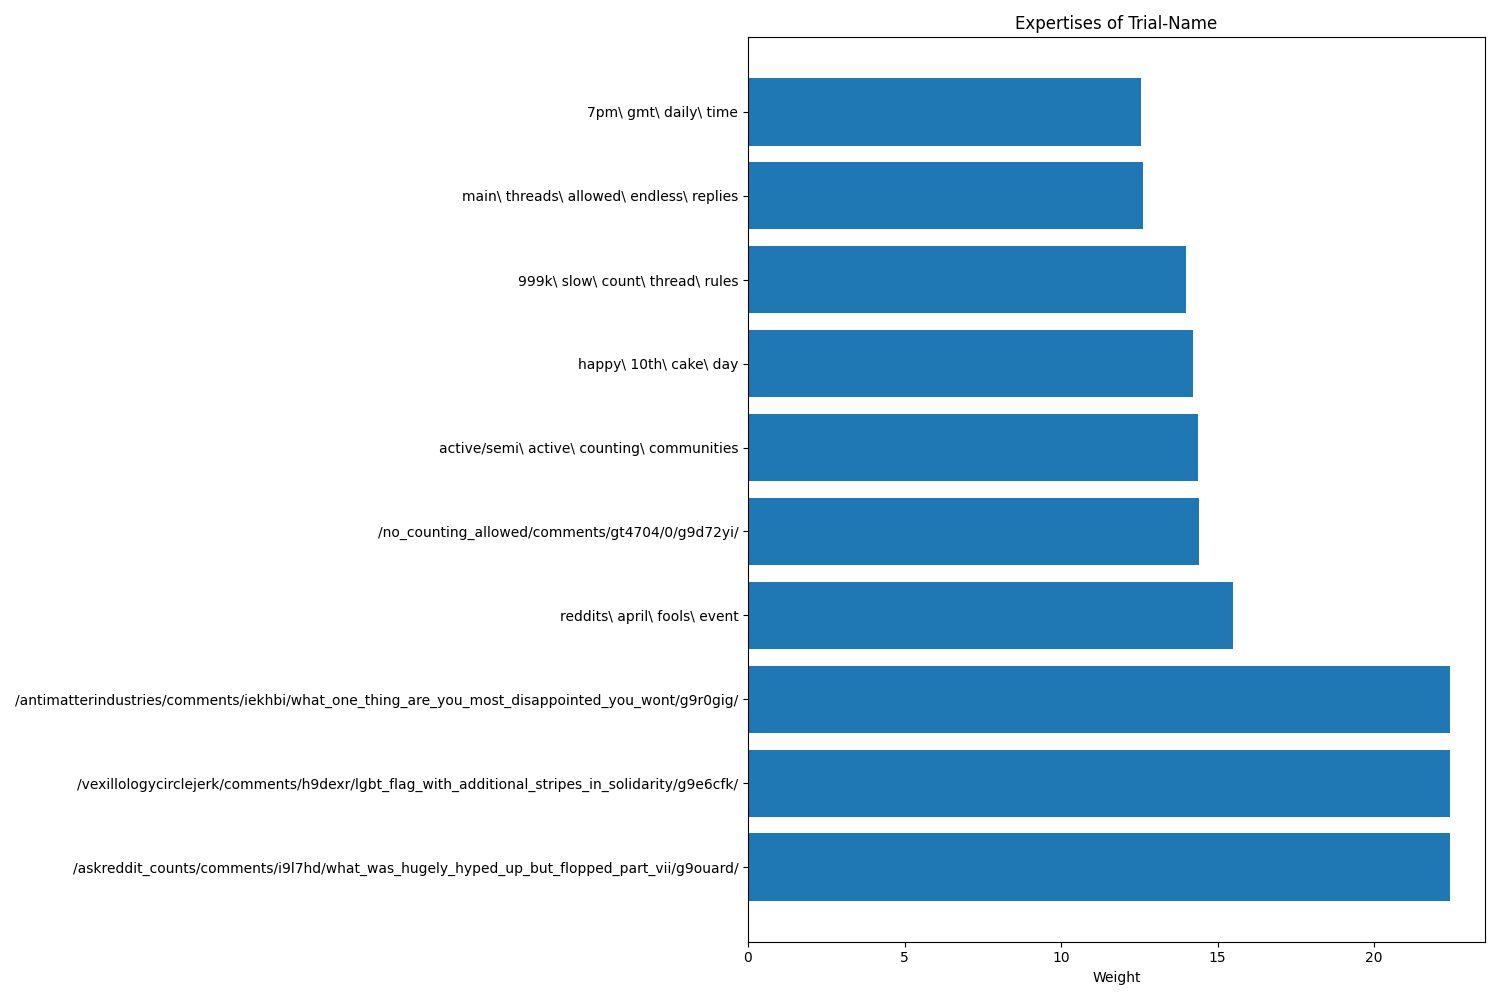 Expertises of Trial-Name
7pm\ gmt\ daily\ time
main\ threads\ allowed\ endless\ replies
999k\ slow\ count\ thread\ rules
happy\ 10th\ cake\ day
active/semi\ active\ counting\ communities
/no_counting_allowed/comments/gt4704/0/g9d72yi/
reddits\ april\ fools\ event
/antimatterindustries/comments/iekhbi/what_one_thing_are_you_most_disappointed_you_wont/g9r0gig/
/vexillologycirclejerk/comments/h9dexr/lgbt_flag_with_additional_stripes_in_solidarity/g9e6cfk/
/askreddit_counts/comments/i9l7hd/what_was_hugely_hyped_up_but_flopped_part_vii/g9ouard/
0 5 10 15 20
Weight